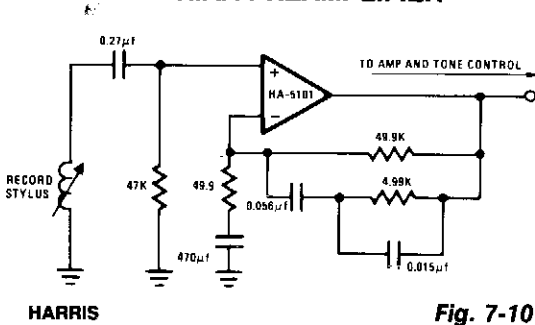 0.27μf
TO AMP AND TONE CONTROL
+
HA-5101
−
49.9K
RECORD
STYLUS
47K
49.9
4.99K
0.056μf
470μf
0.015μf
HARRIS
Fig. 7-10